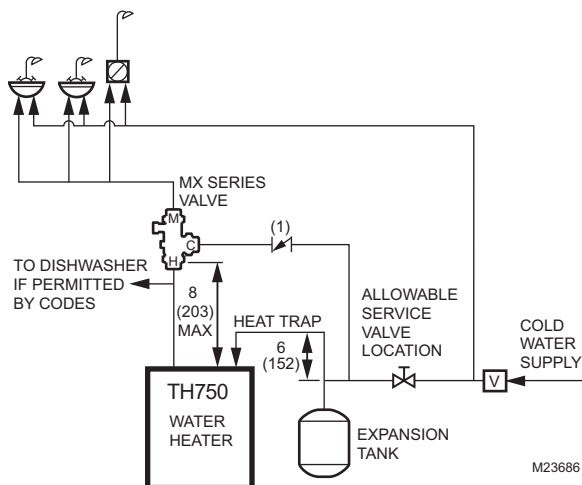 MX SERIES
VALVE
M
(1)
C
H
TO DISHWASHER
IF PERMITTED
BY CODES
8
(203)
MAX
HEAT TRAP
6
(152)
ALLOWABLE
SERVICE
VALVE
LOCATION
COLD
WATER
SUPPLY
V
TH750
WATER
HEATER
EXPANSION
TANK
M23686